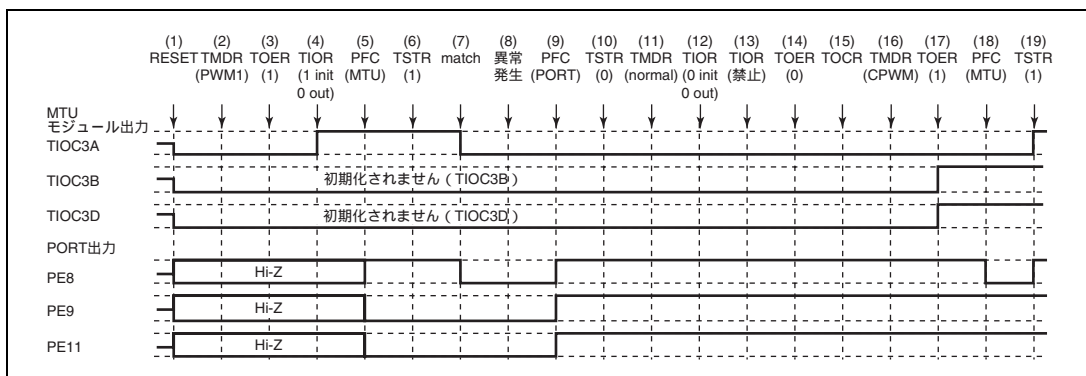 (1) (2) (3) (4) (5) (6) (7) (8) (9) (10) (11) (12) (13) (14) (15) (16) (17) (18) (19)
RESET TMDR TOER TIOR PFC TSTR match 異常 PFC TSTR TMDR TIOR TIOR TOER TOCR TMDR TOER PFC TSTR
(PWM1) (1) (1 init (MTU) (1) 発生 (PORT) (0) (normal) (0 init (禁止) (0) (CPWM) (1) (MTU) (1)
0 out) 0 out)
MTU
モジュール出力
TIOC3A
TIOC3B 初期化されません（TIOC3B）
TIOC3D 初期化されません（TIOC3D）
PORT出力
PE8 Hi-Z
PE9 Hi-Z
PE11 Hi-Z